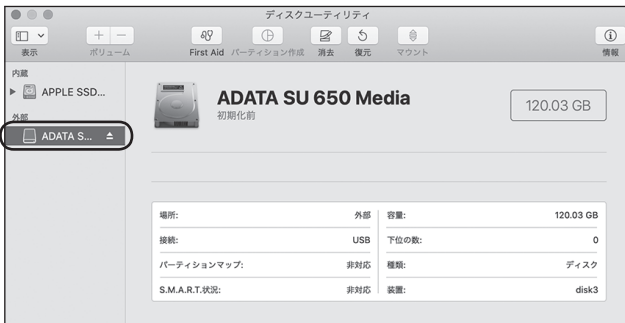 ディスクユーティリティ
表示 ボリューム First Aid パーティション作成 消去 復元 マウント 情報
内蔵
APPLE SSD...
外部
ADATA S...
ADATA SU 650 Media
初期化前
120.03 GB
場所: 外部 容量: 120.03 GB
接続: USB 下位の数: 0
パーティションマップ: 非対応 種類: ディスク
S.M.A.R.T.状況: 非対応 装置: disk3